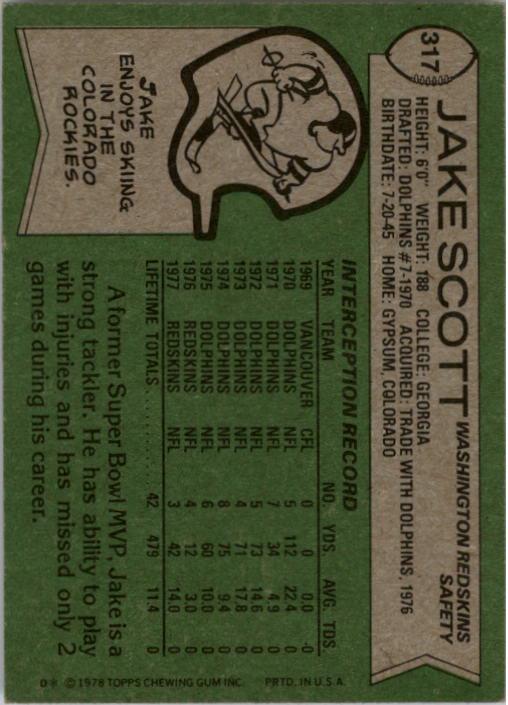 317
JAKE SCOTT
WASHINGTON REDSKINS
SAFETY
HEIGHT: 6'0" WEIGHT: 188 COLLEGE: GEORGIA
DRAFTED: DOLPHINS #7-1970 ACQUIRED: TRADE WITH DOLPHINS, 1976
BIRTHDATE: 7-20-45 HOME: GYPSUM, COLORADO
JAKE
ENJOYS SKIING
IN THE
COLORADO
ROCKIES.
INTERCEPTION RECORD
YEAR TEAM NO. YDS. AVG. TDS.
1969 VANCOUVER CFL 0 0 0.0 0
1970 DOLPHINS NFL 5 112 22.4 0
1971 DOLPHINS NFL 7 34 4.9 0
1972 DOLPHINS NFL 5 73 14.6 0
1973 DOLPHINS NFL 4 71 17.8 0
1974 DOLPHINS NFL 8 75 9.4 0
1975 DOLPHINS NFL 6 60 10.0 0
1976 REDSKINS NFL 4 12 3.0 0
1977 REDSKINS NFL 3 42 14.0 0
LIFETIME TOTALS . . . . . . . . . . 42 479 11.4 0
A former Super Bowl MVP, Jake is a
strong tackler. He has ability to play
with injuries and has missed only 2
games during his career.
D* © 1978 TOPPS CHEWING GUM INC. PRTD. IN U.S.A.